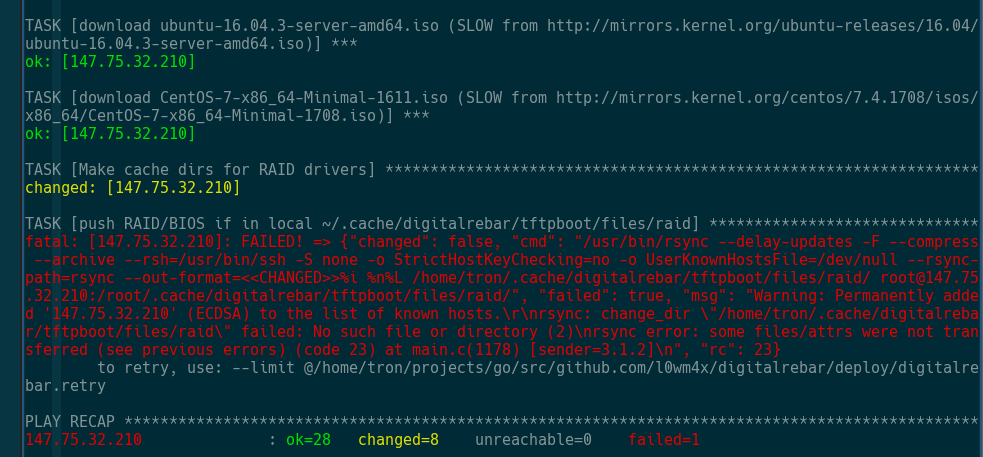 TASK [download ubuntu-16.04.3-server-amd64.iso (SLOW from http://mirrors.kernel.org/ubuntu-releases/16.04/
ubuntu-16.04.3-server-amd64.iso)] ***
ok: [147.75.32.210]
TASK [download CentOS-7-x86_64-Minimal-1611.iso (SLOW from http://mirrors.kernel.org/centos/7.4.1708/isos/
x86_64/CentOS-7-x86_64-Minimal-1708.iso)] ***
ok: [147.75.32.210]
TASK [Make cache dirs for RAID drivers] ******************************************************************
changed: [147.75.32.210]
TASK [push RAID/BIOS if in local ~/.cache/digitalrebar/tftpboot/files/raid] ******************************
fatal: [147.75.32.210]: FAILED! => {"changed": false, "cmd": "/usr/bin/rsync --delay-updates -F --compress
--archive --rsh=/usr/bin/ssh -S none -o StrictHostKeyChecking=no -o UserKnownHostsFile=/dev/null --rsync-
path=rsync --out-format=<<CHANGED>>%i %n%L /home/tron/.cache/digitalrebar/tftpboot/files/raid/ root@147.75
.32.210:/root/.cache/digitalrebar/tftpboot/files/raid/", "failed": true, "msg": "Warning: Permanently adde
d '147.75.32.210' (ECDSA) to the list of known hosts.\r\nrsync: change_dir \"/home/tron/.cache/digitalreba
r/tftpboot/files/raid\" failed: No such file or directory (2)\nrsync error: some files/attrs were not tran
sferred (see previous errors) (code 23) at main.c(1178) [sender=3.1.2]\n", "rc": 23}
to retry, use: --limit @/home/tron/projects/go/src/github.com/l0wm4x/digitalrebar/deploy/digitalre
bar.retry
PLAY RECAP ***********************************************************************************************
147.75.32.210 : ok=28 changed=8 unreachable=0 failed=1